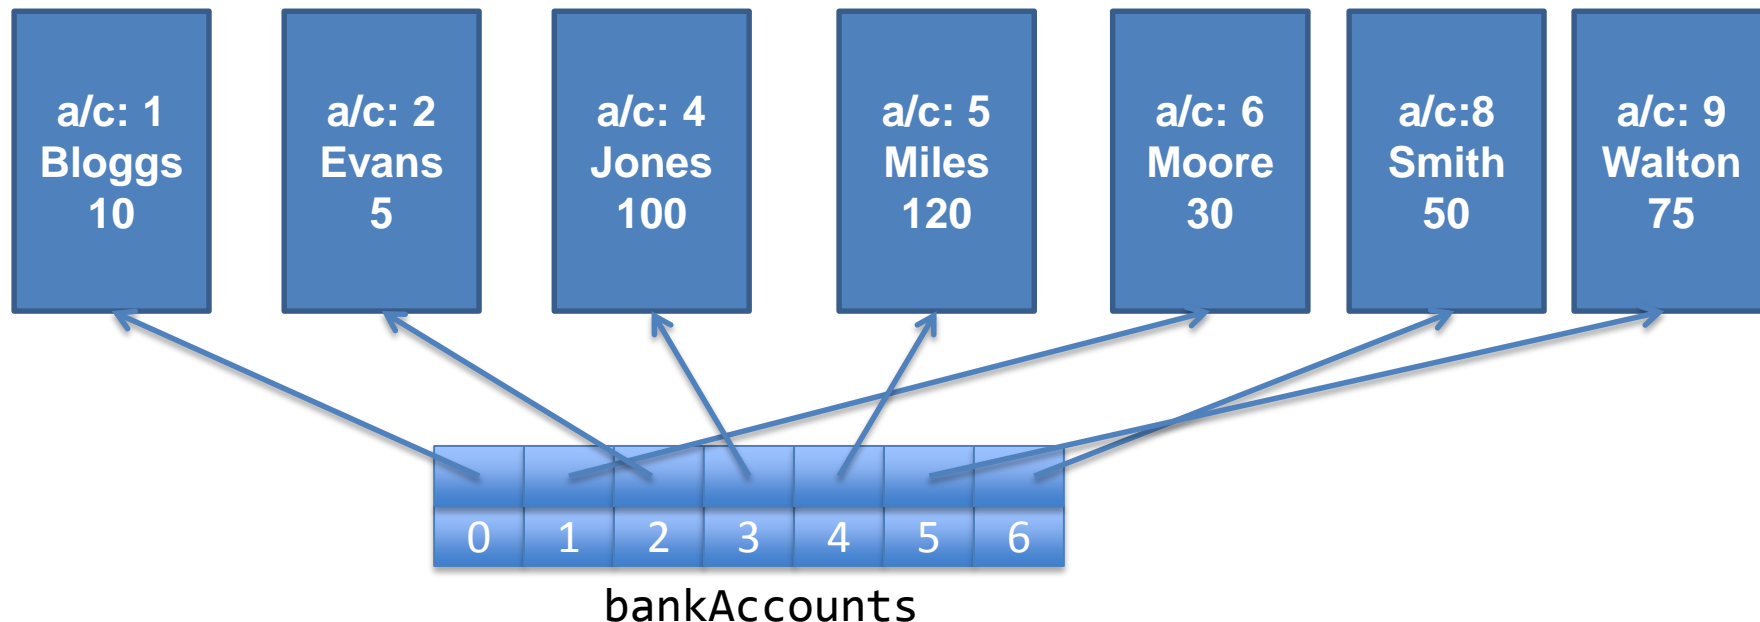 a/c: 1
Bloggs
10
a/c: 2
Evans
5
a/c: 4
Jones
100
a/c: 5
Miles
120
a/c: 6
Moore
30
a/c:8
Smith
50
a/c: 9
Walton
75
0 1 2 3 4 5 6
bankAccounts